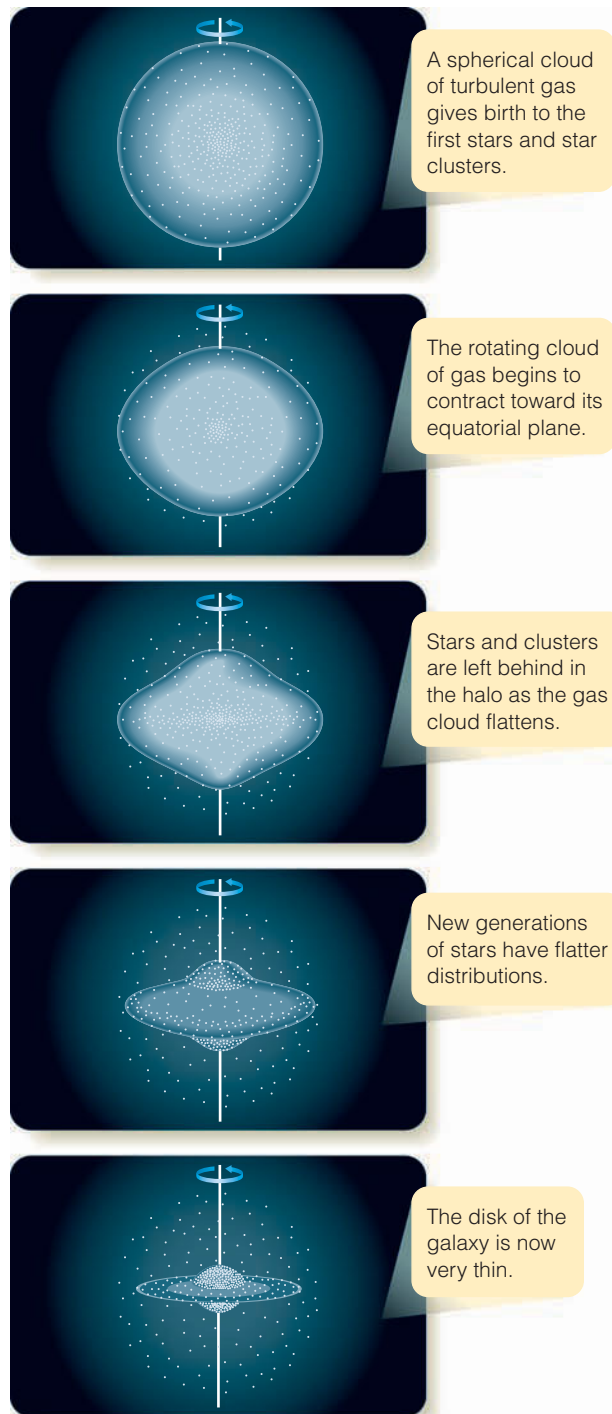 A spherical cloud
of turbulent gas
gives birth to the
first stars and star
clusters.
The rotating cloud
of gas begins to
contract toward its
equatorial plane.
Stars and clusters
are left behind in
the halo as the gas
cloud flattens.
New generations
of stars have flatter
distributions.
The disk of the
galaxy is now
very thin.